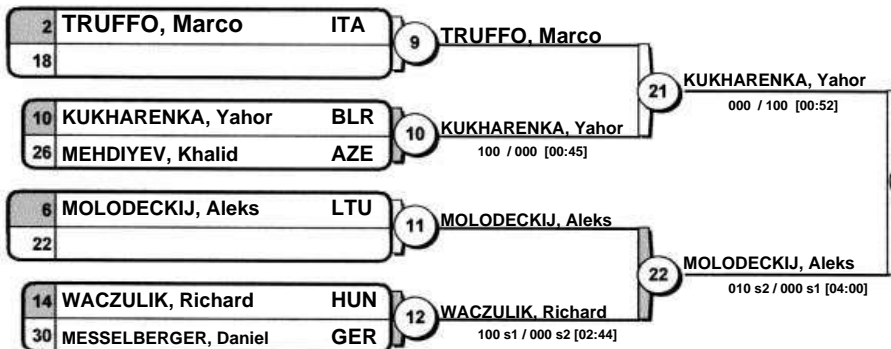 2 TRUFFO, Marco ITA
18
9 TRUFFO, Marco
10 KUKHARENKA, Yahor BLR
26 MEHDIYEV, Khalid AZE
10 KUKHARENKA, Yahor
100 / 000 [00:45]
21 KUKHARENKA, Yahor
000 / 100 [00:52]
6 MOLODECKIJ, Aleks LTU
22
11 MOLODECKIJ, Aleks
14 WACZULIK, Richard HUN
30 MESSELBERGER, Daniel GER
12 WACZULIK, Richard
100 s1 / 000 s2 [02:44]
22 MOLODECKIJ, Aleks
010 s2 / 000 s1 [04:00]